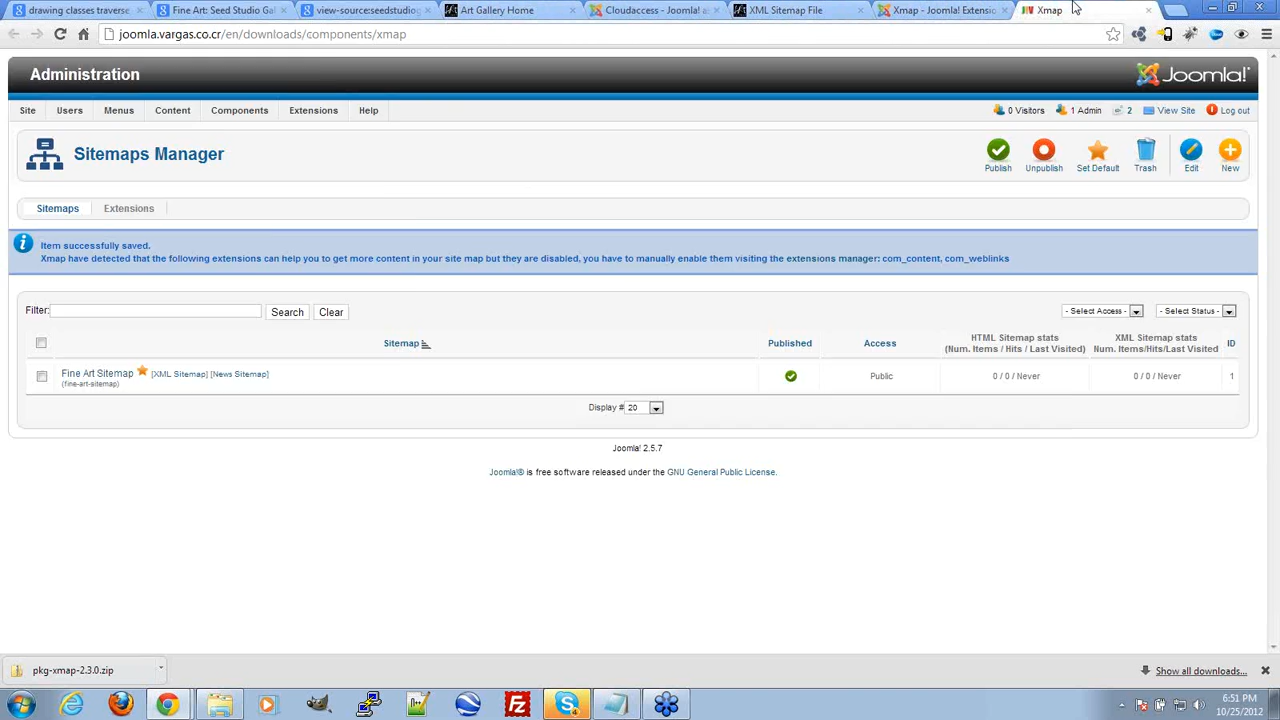 drawing classes traverse
Fine Art: Seed Studio Gal
view-source:seedstudiog
Art Gallery Home
Cloudaccess - Joomla! as
XML Sitemap File
Xmap - Joomla! Extensio
Xmap
joomla.vargas.co.cr/en/downloads/components/xmap
Administration
Joomla!
Site Users Menus Content Components Extensions Help
0 Visitors 1 Admin 2 View Site Log out
Sitemaps Manager
Publish Unpublish Set Default Trash Edit New
Sitemaps Extensions
Item successfully saved.
Xmap have detected that the following extensions can help you to get more content in your site map but they are disabled, you have to manually enable them visiting the extensions manager: com_content, com_weblinks
Filter: Search Clear - Select Access - - Select Status -
Sitemap Published Access HTML Sitemap stats (Num. Items / Hits / Last Visited) XML Sitemap stats Num. Items/Hits/Last Visited ID
Fine Art Sitemap [XML Sitemap] [News Sitemap] Public 0 / 0 / Never 0 / 0 / Never 1
(fine-art-sitemap)
Display # 20
Joomla! 2.5.7
Joomla!® is free software released under the GNU General Public License.
pkg-xmap-2.3.0.zip
Show all downloads...
6:51 PM
10/25/2012